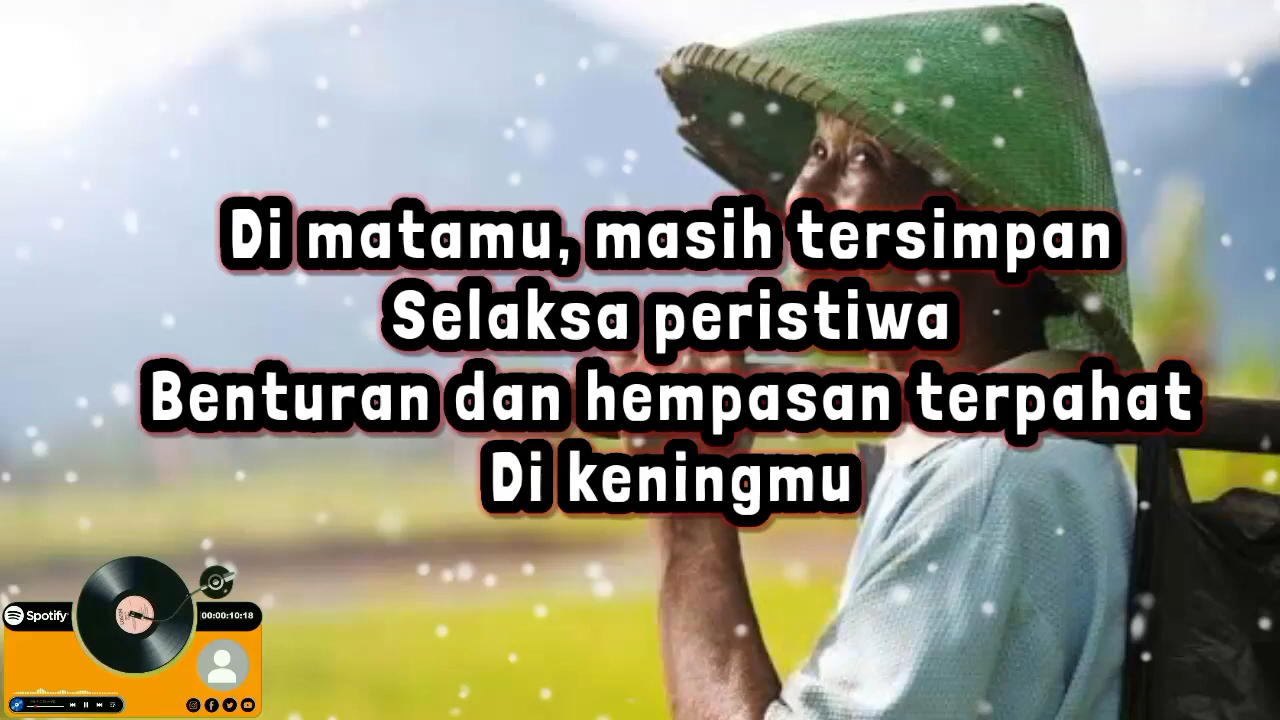 Di matamu, masih tersimpan
Selaksa peristiwa
Benturan dan hempasan terpahat
Di keningmu
Spotify
00:00:10:18